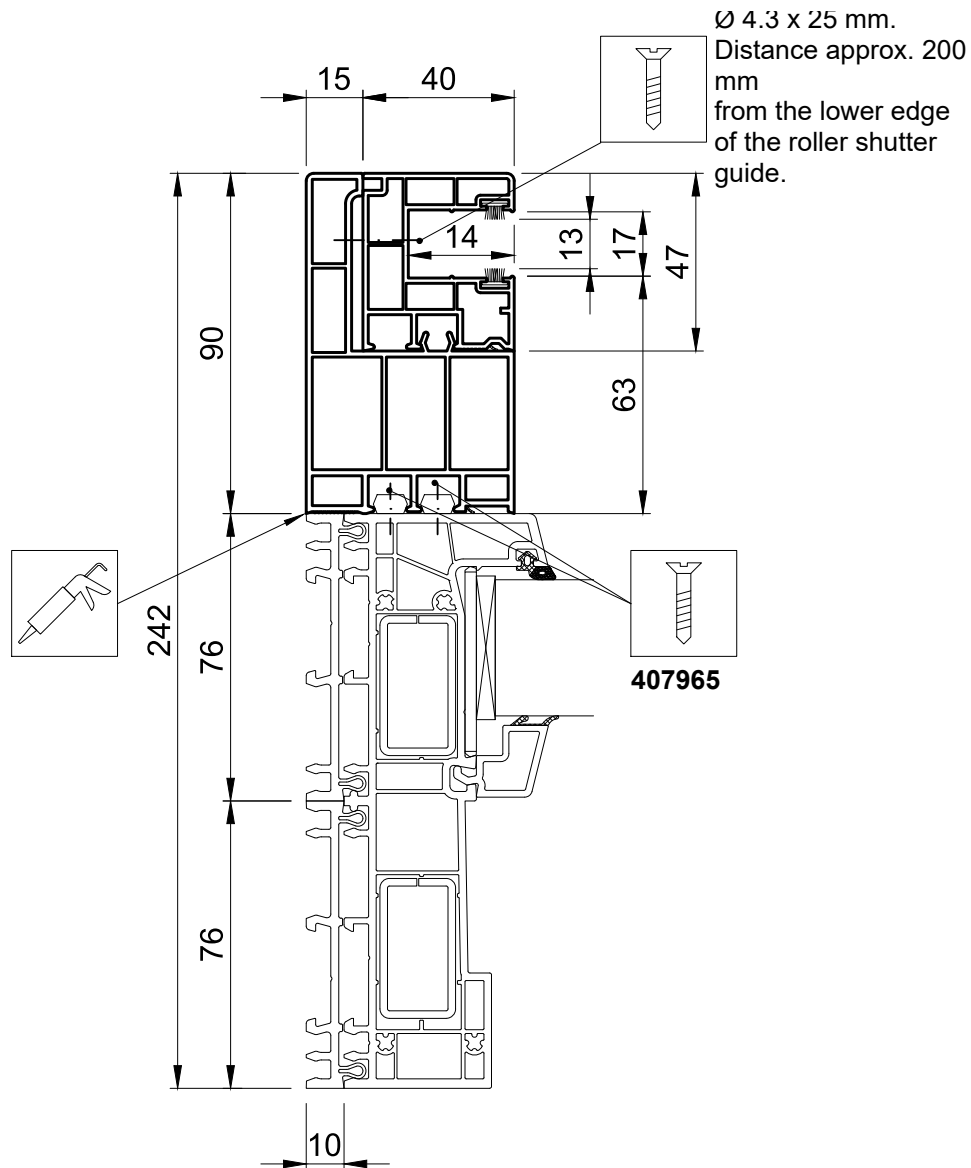 Ø 4.3 x 25 mm.
Distance approx. 200
mm
from the lower edge
of the roller shutter
guide.
15
40
14
13
17
47
90
63
242
76
407965
76
10